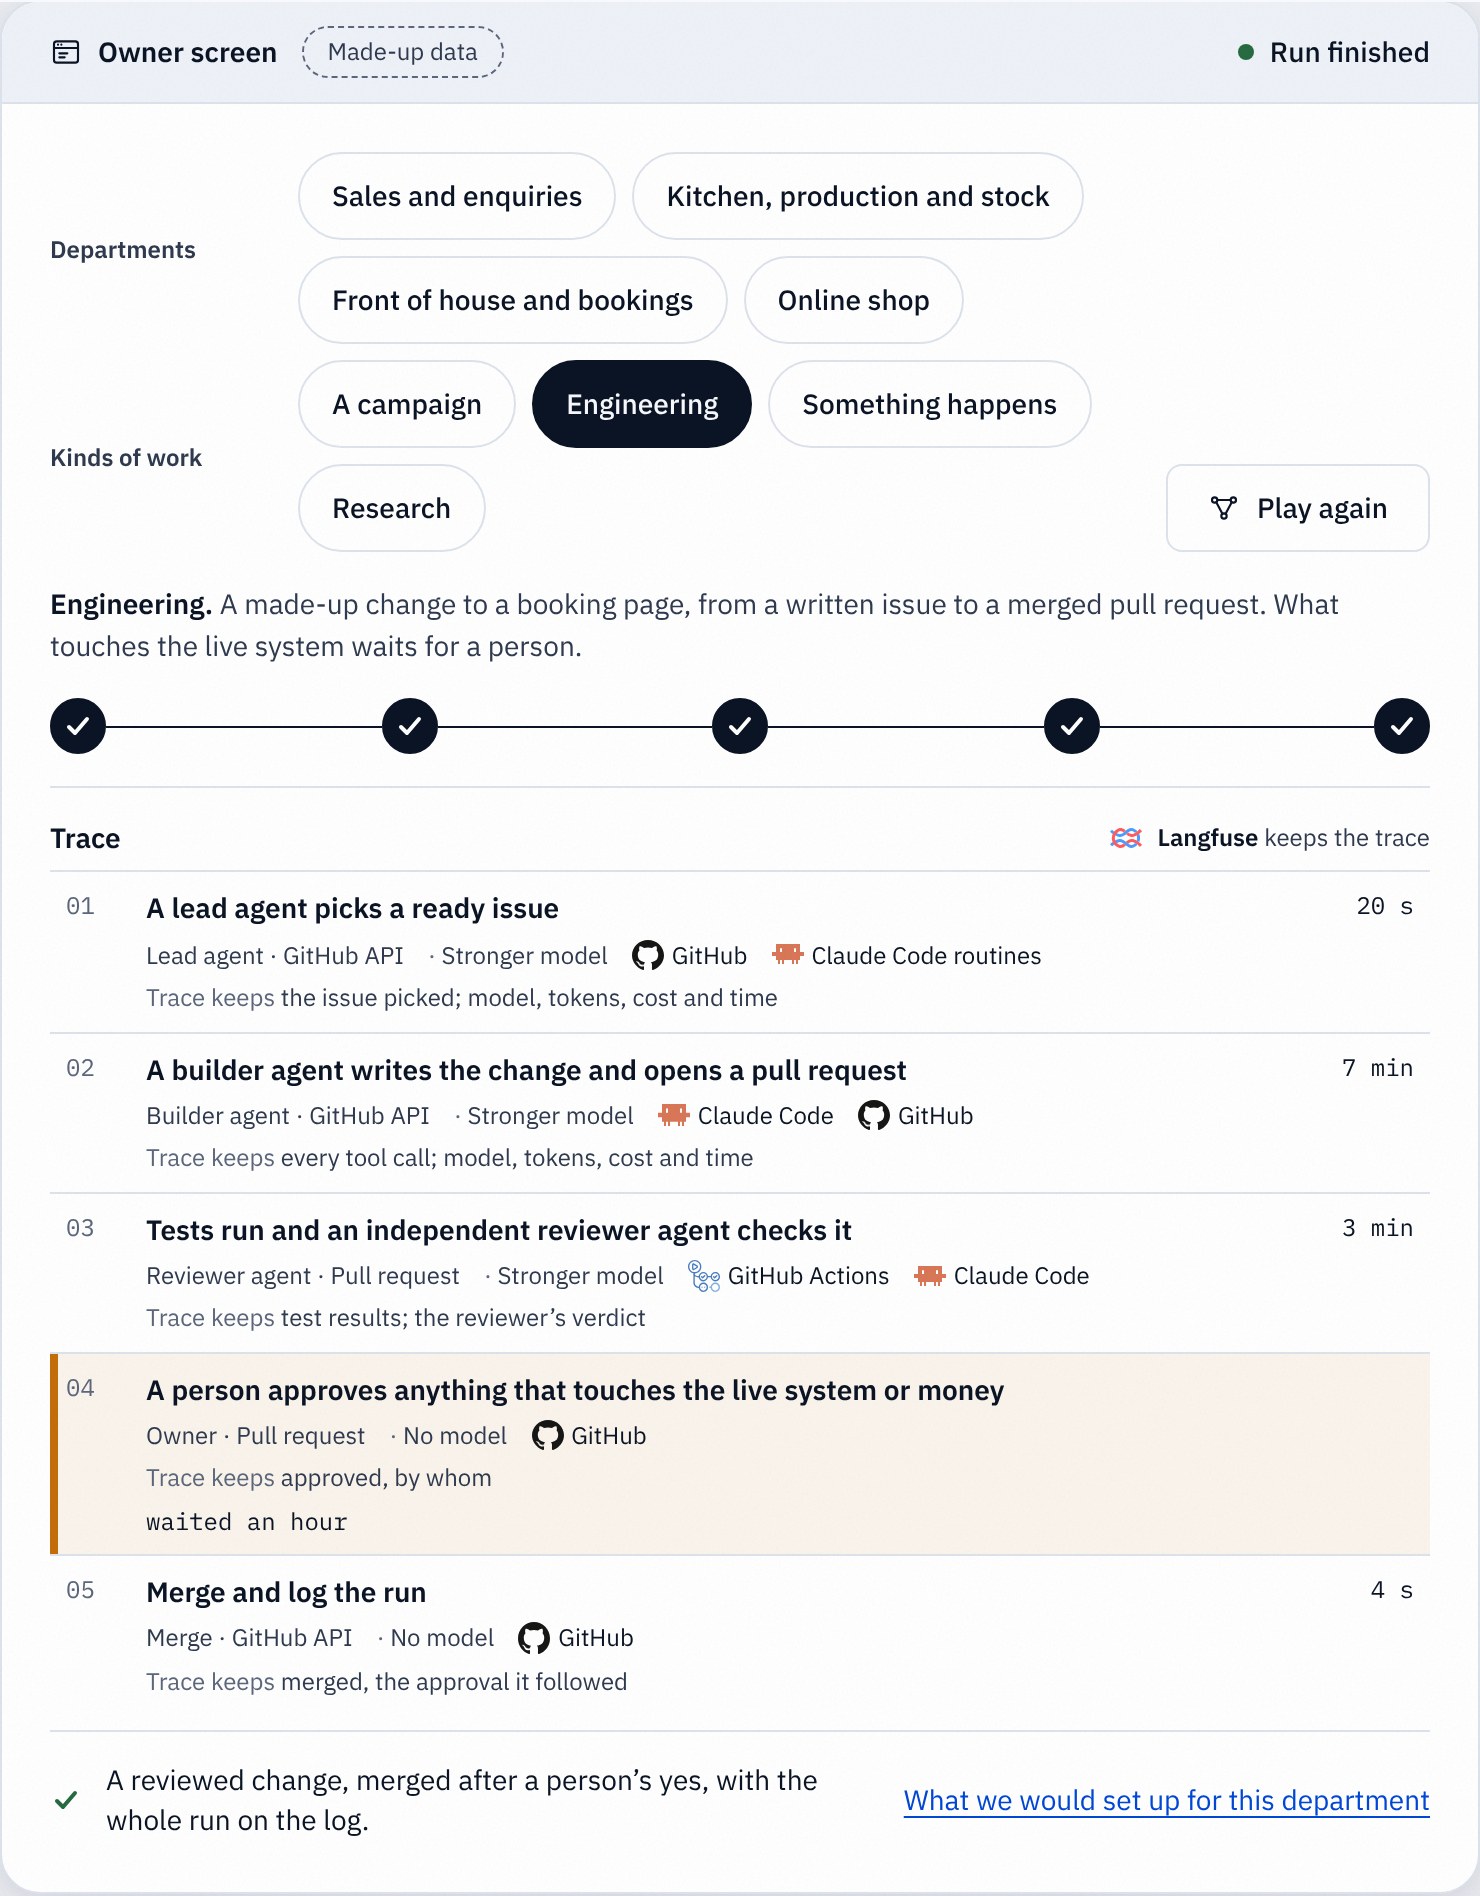 Owner screen
Made-up data
Run finished
Departments
Sales and enquiries
Kitchen, production and stock
Front of house and bookings
Online shop
Kinds of work
A campaign
Engineering
Something happens
Research
Play again
Engineering. A made-up change to a booking page, from a written issue to a merged pull request. What
touches the live system waits for a person.
Trace
Langfuse keeps the trace
01
A lead agent picks a ready issue
20 s
Lead agent · GitHub API · Stronger model GitHub Claude Code routines
Trace keeps the issue picked; model, tokens, cost and time
02
A builder agent writes the change and opens a pull request
7 min
Builder agent · GitHub API · Stronger model Claude Code GitHub
Trace keeps every tool call; model, tokens, cost and time
03
Tests run and an independent reviewer agent checks it
3 min
Reviewer agent · Pull request · Stronger model GitHub Actions Claude Code
Trace keeps test results; the reviewer’s verdict
04
A person approves anything that touches the live system or money
Owner · Pull request · No model GitHub
Trace keeps approved, by whom
waited an hour
05
Merge and log the run
4 s
Merge · GitHub API · No model GitHub
Trace keeps merged, the approval it followed
A reviewed change, merged after a person’s yes, with the
whole run on the log.
What we would set up for this department